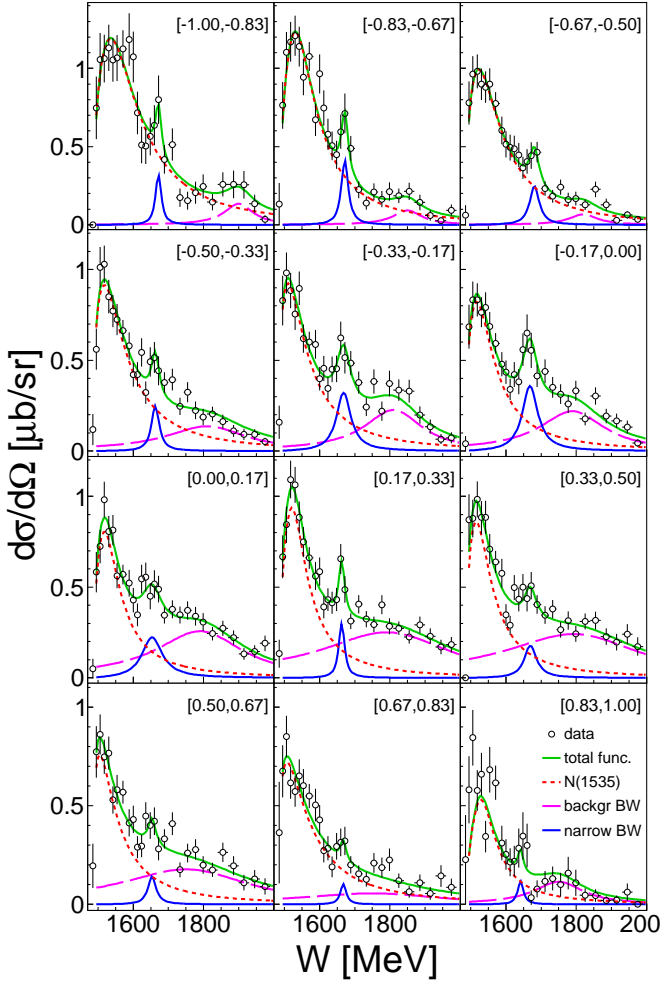 [-1.00,-0.83] [-0.83,-0.67] [-0.67,-0.50]
1
0.5
0
[-0.50,-0.33] [-0.33,-0.17] [-0.17,0.00]
1
0.5
0
dσ/dΩ [μb/sr]
[0.00,0.17] [0.17,0.33] [0.33,0.50]
1
0.5
0
[0.50,0.67] [0.67,0.83] [0.83,1.00]
1
0.5
0
data
total func.
N(1535)
backgr BW
narrow BW
1600 1800 1600 1800 1600 1800 2000
W [MeV]